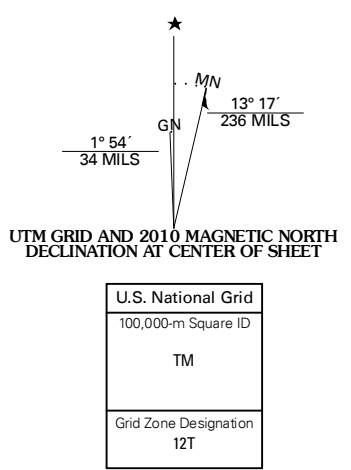 ★
MN
GN
13° 17´
236 MILS
1° 54´
34 MILS
UTM GRID AND 2010 MAGNETIC NORTH
DECLINATION AT CENTER OF SHEET
U.S. National Grid
100,000-m Square ID
TM
Grid Zone Designation
12T